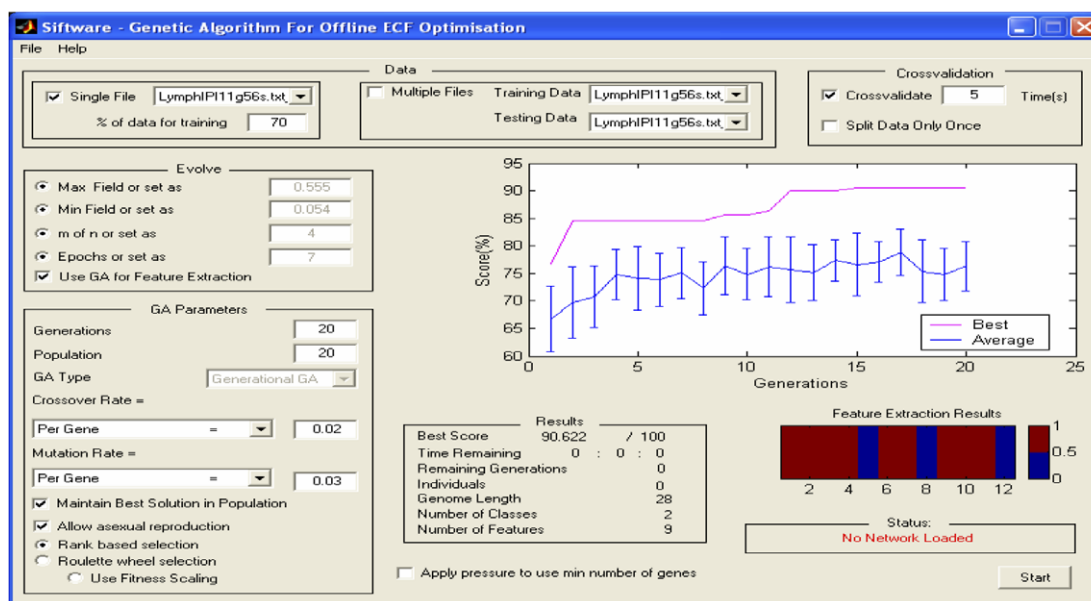 Siftware - Genetic Algorithm For Offline ECF Optimisation
File Help
Data
Single File LymphIPI11g56s.txt,
% of data for training 70
Multiple Files Training Data LymphIPI11g56s.txt,
Testing Data LymphIPI11g56s.txt,
Crossvalidation
Crossvalidate 5 Time(s)
Split Data Only Once
Evolve
Max Field or set as 0.555
Min Field or set as 0.054
m of n or set as 4
Epochs or set as 7
Use GA for Feature Extraction
GA Parameters
Generations 20
Population 20
GA Type Generational GA
Crossover Rate =
Per Gene = 0.02
Mutation Rate =
Per Gene = 0.03
Maintain Best Solution in Population
Allow asexual reproduction
Rank based selection
Roulette wheel selection
Use Fitness Scaling
95
90
85
80
75
70
65
60
Score(%)
0 5 10 15 20 25
Generations
Best
Average
Results
Best Score 90.622 / 100
Time Remaining 0 : 0 : 0
Remaining Generations 0
Individuals 0
Genome Length 28
Number of Classes 2
Number of Features 9
Apply pressure to use min number of genes
Feature Extraction Results
1
0.5
0
2 4 6 8 10 12
Status:
No Network Loaded
Start